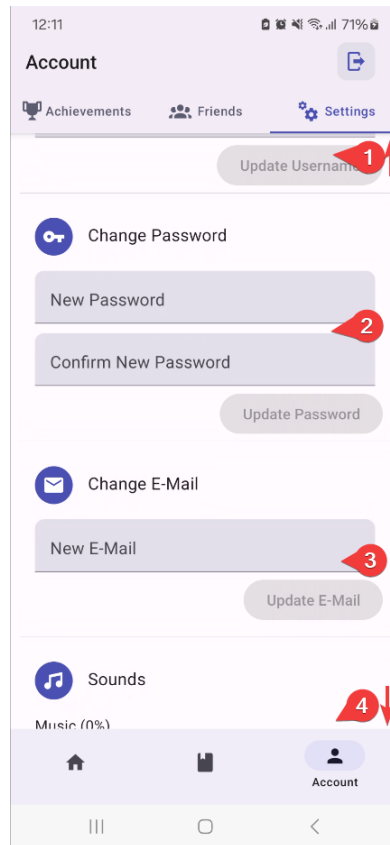 12:11 71%
Account
Achievements Friends Settings
Update Username
1
Change Password
New Password
2
Confirm New Password
Update Password
Change E-Mail
New E-Mail
3
Update E-Mail
Sounds
4
Music (0%)
Account